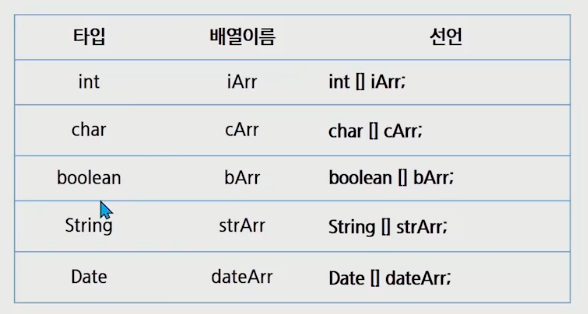 타입 배열이름 선언
int iArr int [] iArr;
char cArr char [] cArr;
boolean bArr boolean [] bArr;
String strArr String [] strArr;
Date dateArr Date [] dateArr;